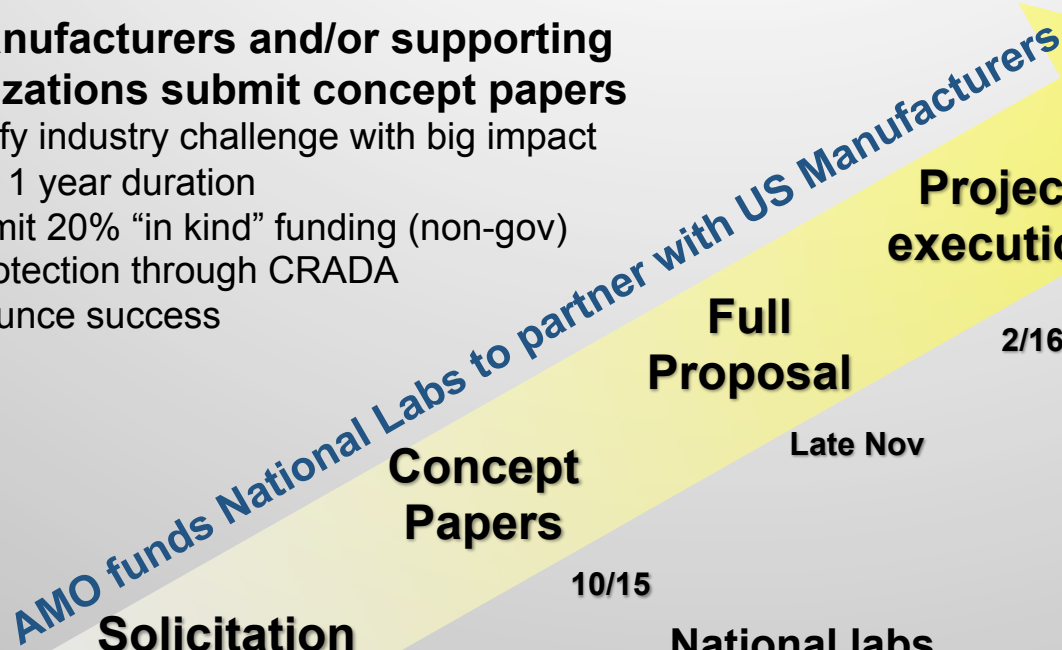 anufacturers and/or supporting
zations submit concept papers
fy industry challenge with big impact
1 year duration
mit 20% “in kind” funding (non-gov)
otection through CRADA
unce success
AMO funds National Labs to partner with US Manufacturers
Projec
executio
2/16
Full
Proposal
Late Nov
Concept
Papers
10/15
Solicitation
National labs